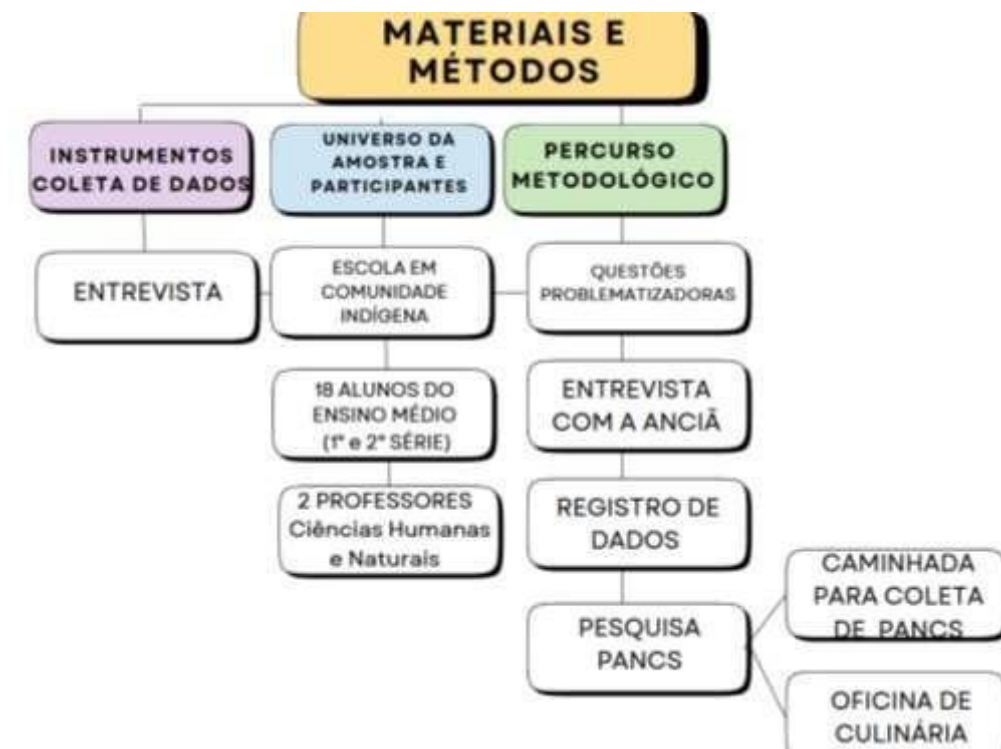 MATERIAIS E
MÉTODOS
INSTRUMENTOS
COLETA DE DADOS
UNIVERSO DA
AMOSTRA E
PARTICIPANTES
PERCURSO
METODOLÓGICO
ENTREVISTA
ESCOLA EM
COMUNIDADE
INDÍGENA
QUESTÕES
PROBLEMATIZADORAS
18 ALUNOS DO
ENSINO MÉDIO
(1ª e 2ª SÉRIE)
ENTREVISTA
COM A ANCIÃ
2 PROFESSORES
Ciências Humanas
e Naturais
REGISTRO DE
DADOS
PESQUISA
PANCS
CAMINHADA
PARA COLETA
DE PANCS
OFICINA DE
CULINÁRIA